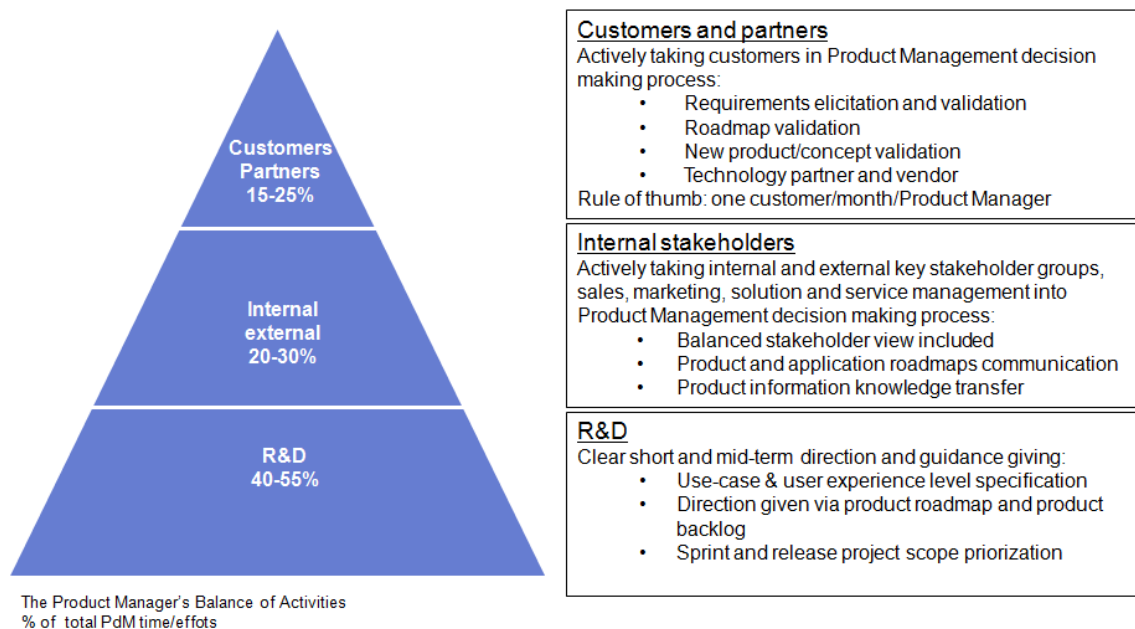 Customers
Partners
15-25%
Internal
external
20-30%
R&D
40-55%
The Product Manager's Balance of Activities
% of total PdM time/effots
Customers and partners
Actively taking customers in Product Management decision
making process:
• Requirements elicitation and validation
• Roadmap validation
• New product/concept validation
• Technology partner and vendor
Rule of thumb: one customer/month/Product Manager
Internal stakeholders
Actively taking internal and external key stakeholder groups,
sales, marketing, solution and service management into
Product Management decision making process:
• Balanced stakeholder view included
• Product and application roadmaps communication
• Product information knowledge transfer
R&D
Clear short and mid-term direction and guidance giving:
• Use-case & user experience level specification
• Direction given via product roadmap and product
backlog
• Sprint and release project scope priorization